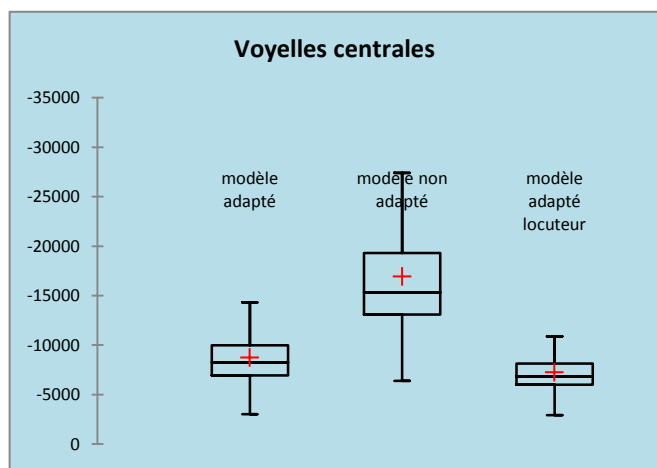 Voyelles centrales
-35000
-30000
-25000
-20000
-15000
-10000
-5000
0
modèle
adapté
modèle non
adapté
modèle
adapté
locuteur